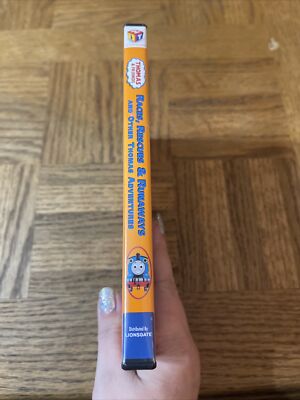 THOMAS
& FRIENDS
RACES, RESCUES & RUNAWAYS
AND OTHER THOMAS ADVENTURES
Distributed By
LIONSGATE